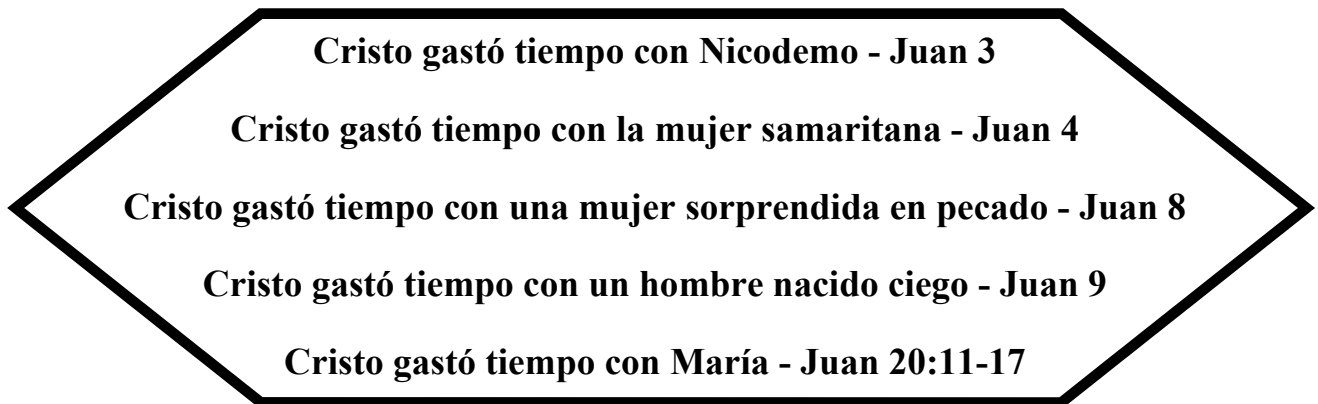 Cristo gastó tiempo con Nicodemo - Juan 3
Cristo gastó tiempo con la mujer samaritana - Juan 4
Cristo gastó tiempo con una mujer sorprendida en pecado - Juan 8
Cristo gastó tiempo con un hombre nacido ciego - Juan 9
Cristo gastó tiempo con María - Juan 20:11-17